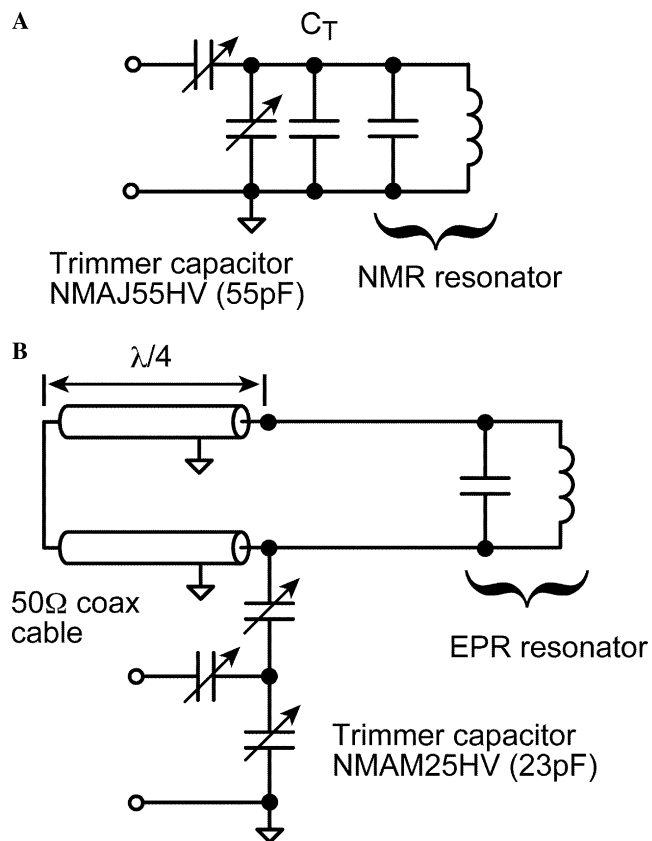 A
C_T
Trimmer capacitor
NMAJ55HV (55pF)
NMR resonator
B
λ/4
50Ω coax
cable
EPR resonator
Trimmer capacitor
NMAM25HV (23pF)